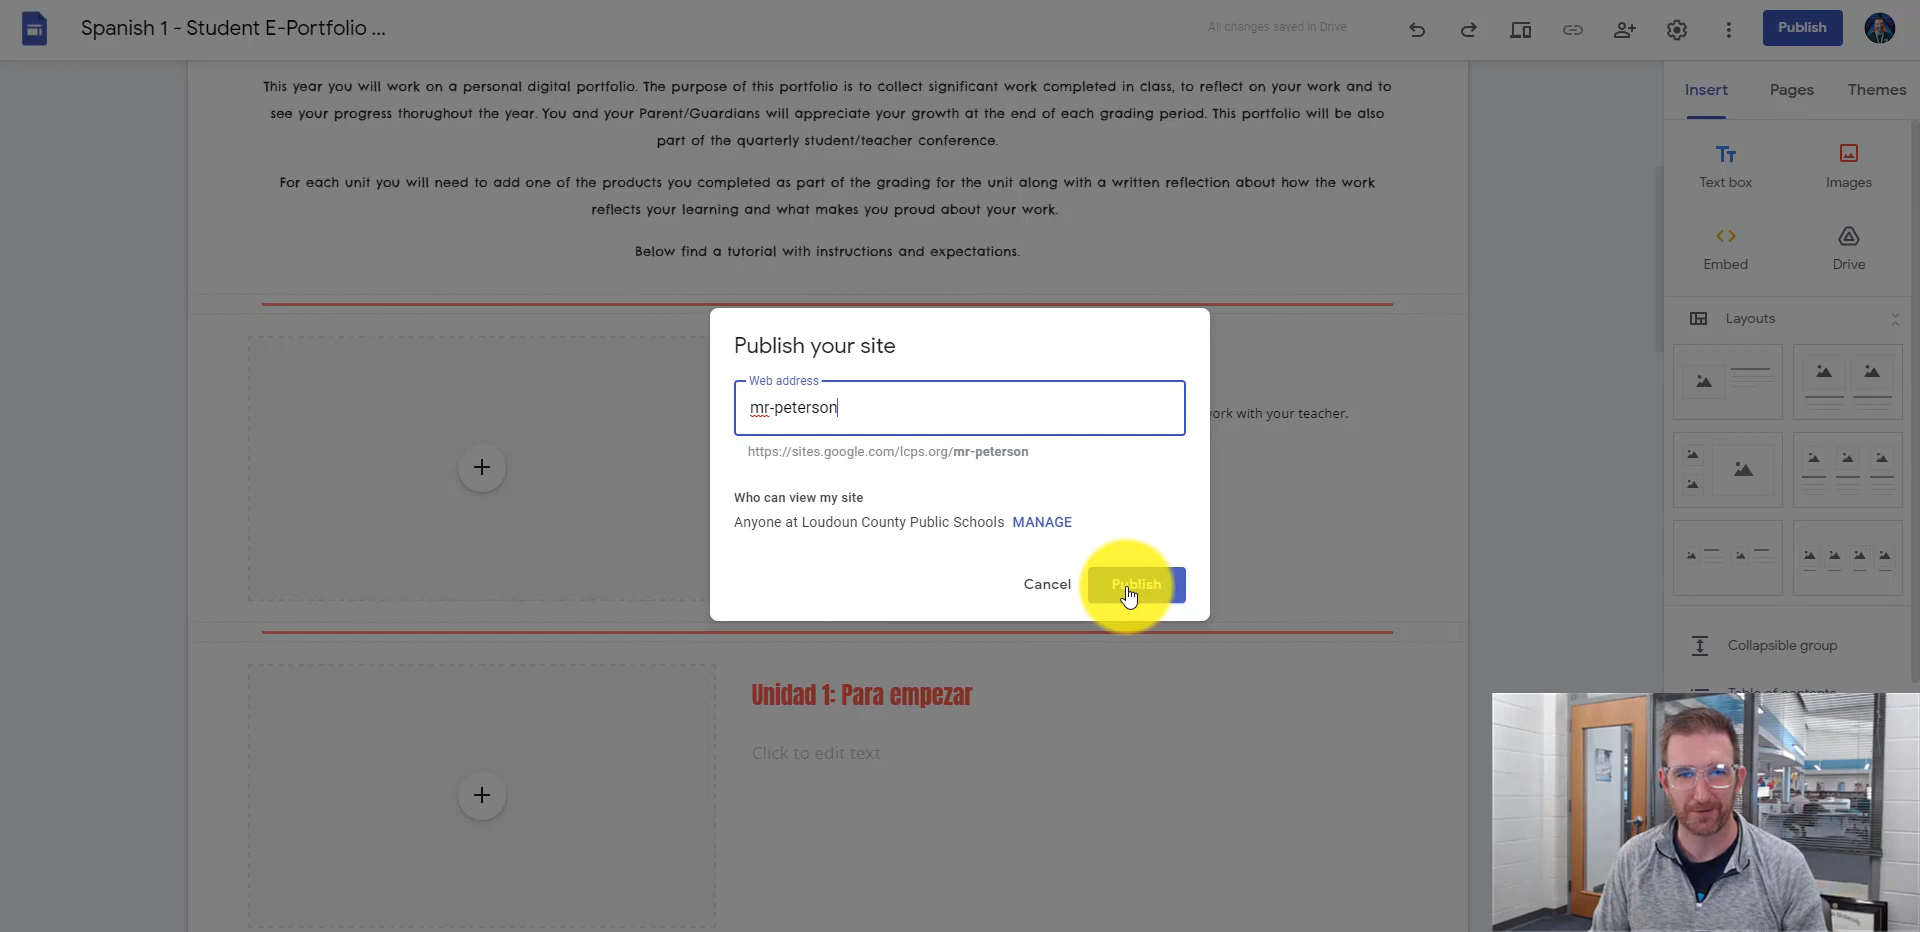 Spanish 1 - Student E-Portfolio ...
All changes saved in Drive
Publish
This year you will work on a personal digital portfolio. The purpose of this portfolio is to collect significant work completed in class, to reflect on your work and to
see your progress thorughout the year. You and your Parent/Guardians will appreciate your growth at the end of each grading period. This portfolio will be also
part of the quarterly student/teacher conference.
For each unit you will need to add one of the products you completed as part of the grading for the unit along with a written reflection about how the work
reflects your learning and what makes you proud about your work.
Below find a tutorial with instructions and expectations.
Publish your site
Web address
mr-peterson
https://sites.google.com/lcps.org/mr-peterson
Who can view my site
Anyone at Loudoun County Public Schools MANAGE
Cancel
Publish
work with your teacher.
Unidad 1: Para empezar
Click to edit text
Insert
Pages
Themes
Text box
Images
Embed
Drive
Layouts
Collapsible group
Table of contents